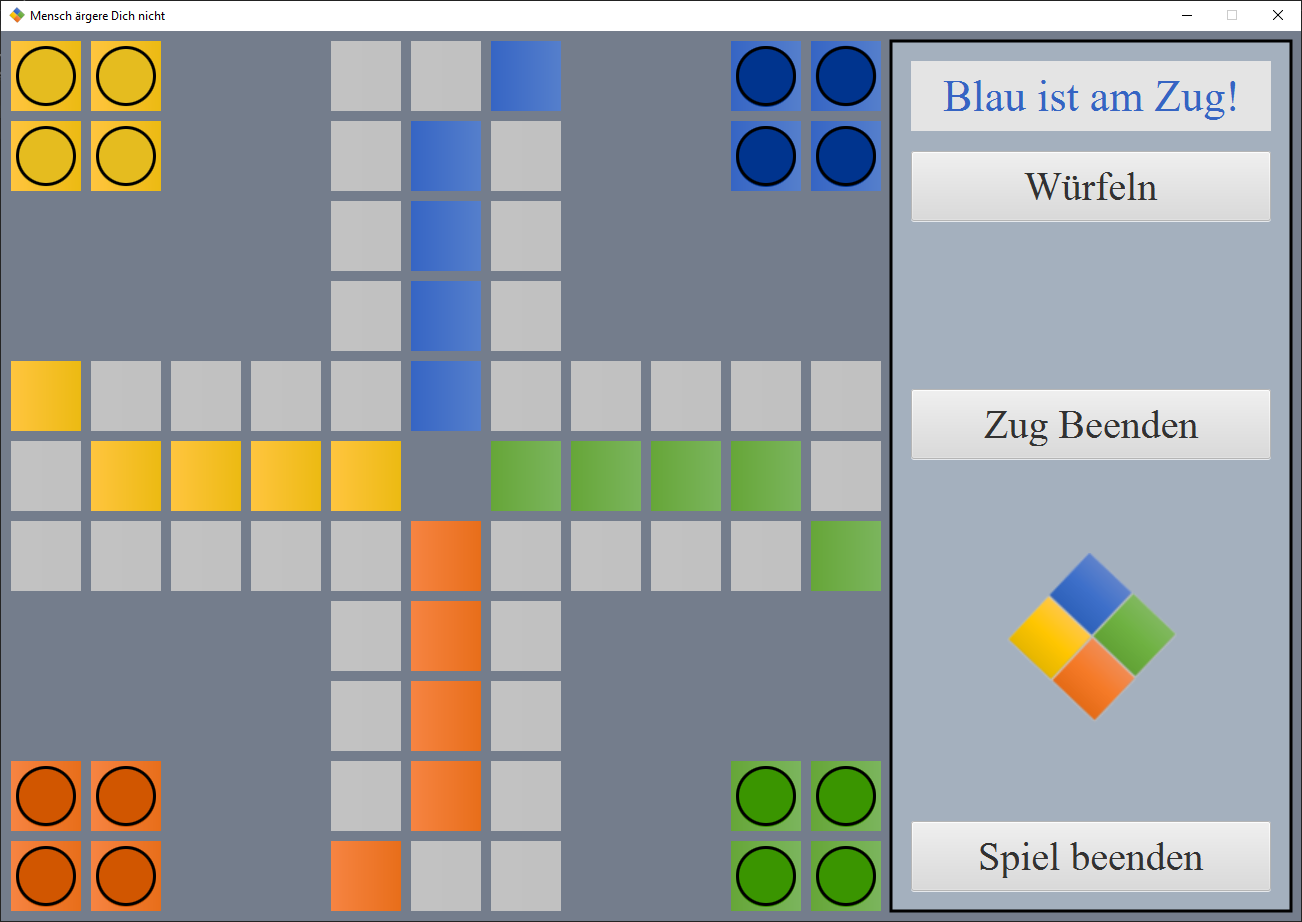 Mensch ärgere Dich nicht
Blau ist am Zug!
Würfeln
Zug Beenden
Spiel beenden